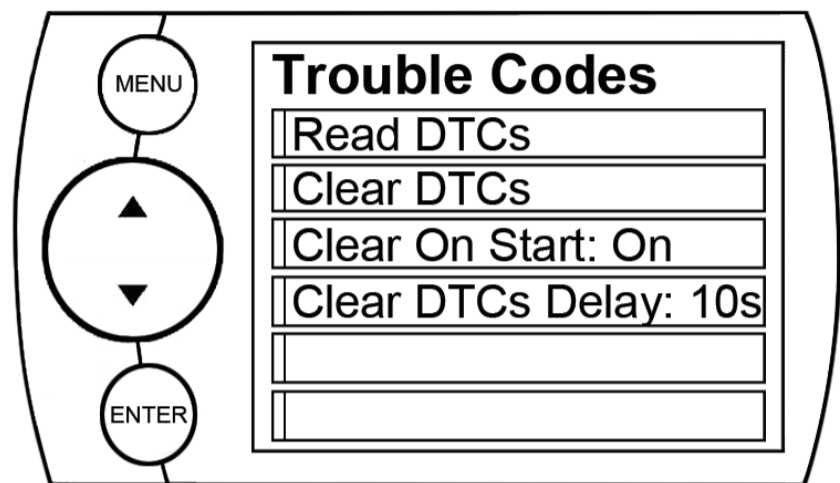 MENU
ENTER
Trouble Codes
Read DTCs
Clear DTCs
Clear On Start: On
Clear DTCs Delay: 10s